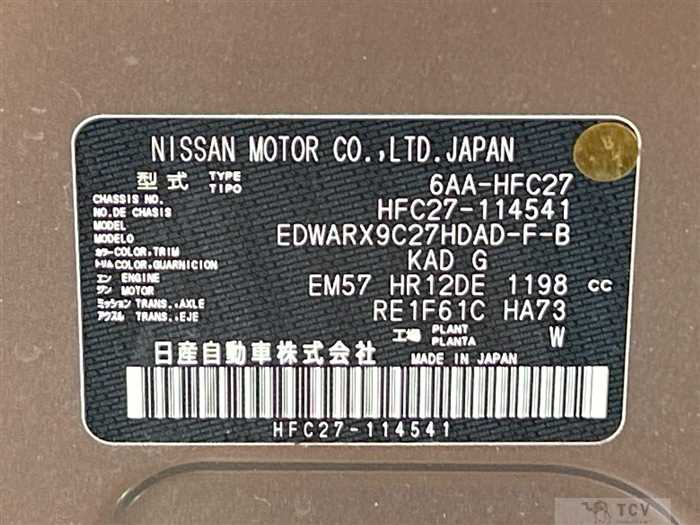 NISSAN MOTOR CO.,LTD.JAPAN
型式 TYPE TIPO 6AA-HFC27
CHASSIS NO.
NO.DE CHASIS HFC27-114541
MODEL
MODELO EDWARX9C27HDAD-F-B
カラー COLOR,TRIM
トリム COLOR,GUARNICION KAD G
エン ENGINE
ジン MOTOR EM57 HR12DE 1198 cc
ミッション TRANS.,AXLE
アクスル TRANS.,EJE RE1F61C HA73
工場 PLANT PLANTA W
日産自動車株式会社 MADE IN JAPAN
HFC27-114541
TCV